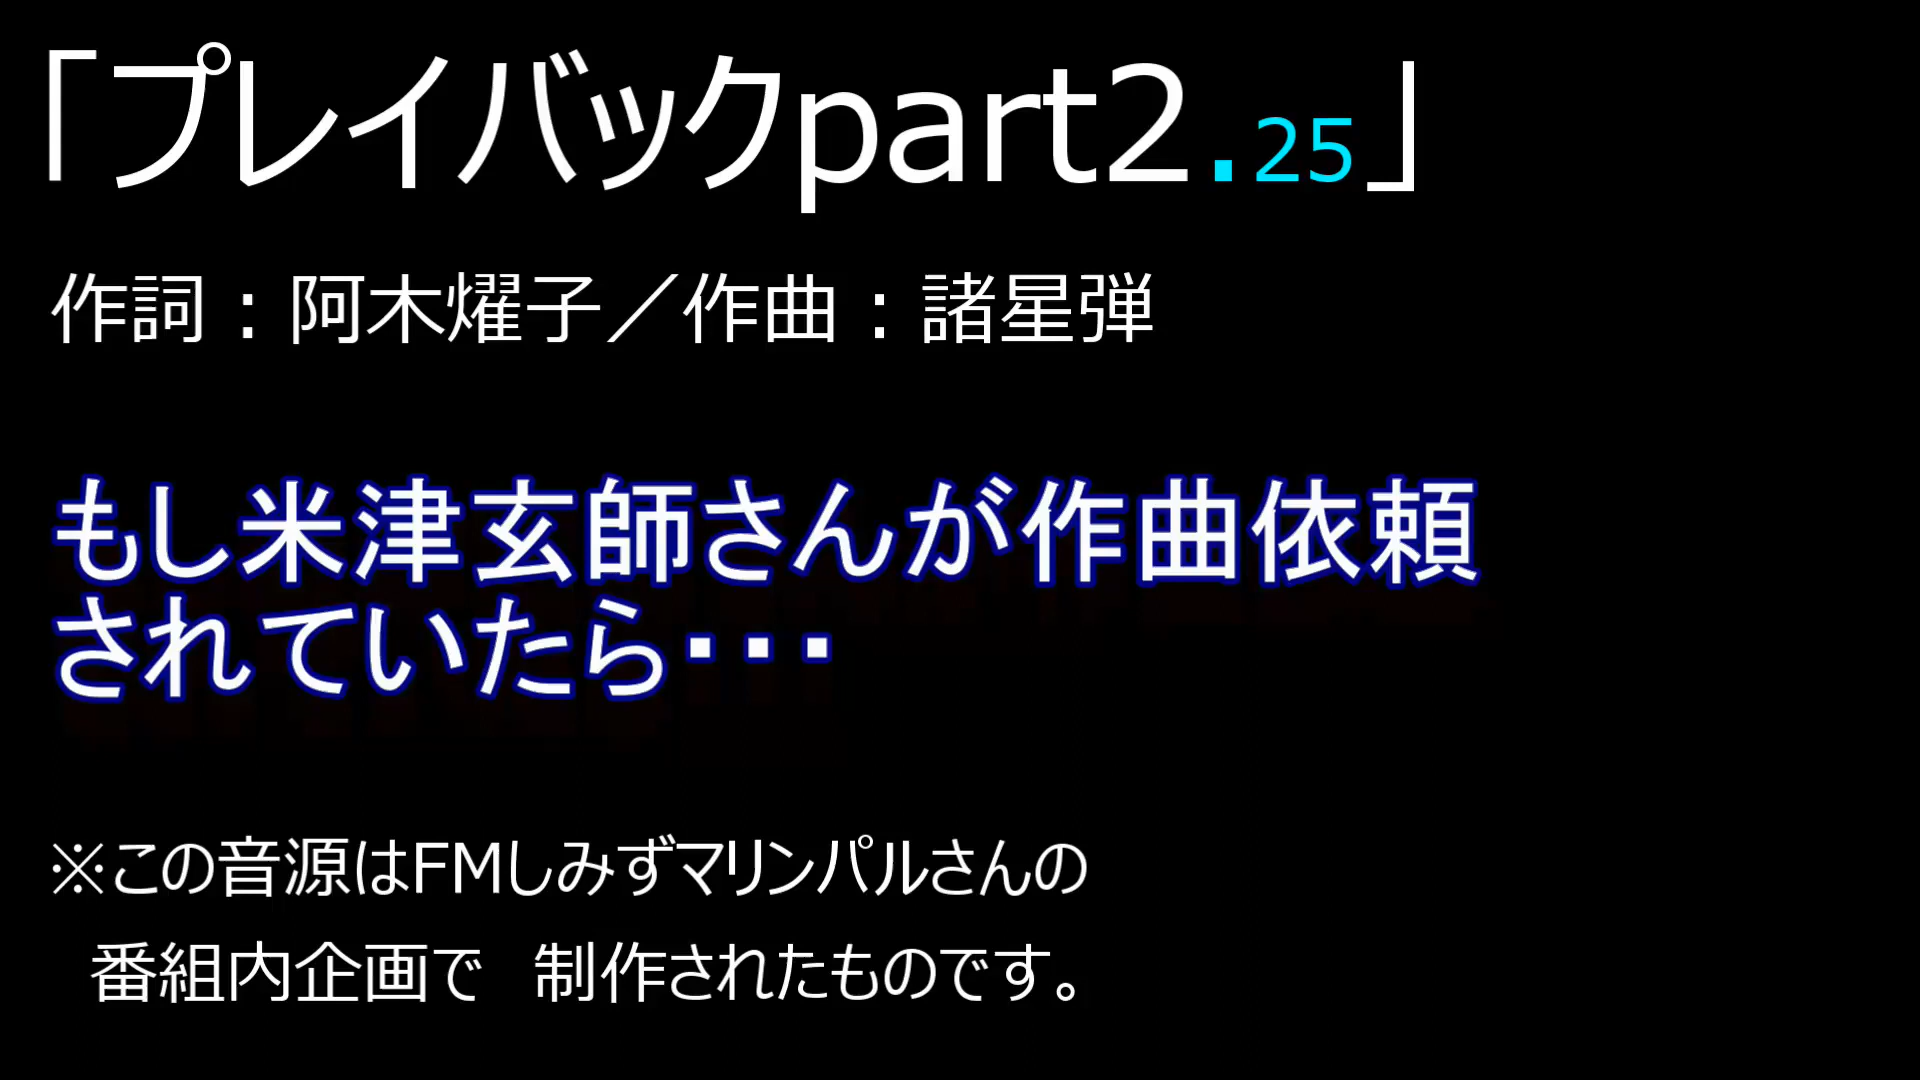 「プレイバックpart2.25」
作詞：阿木燿子／作曲：諸星弾
もし米津玄師さんが作曲依頼
されていたら・・・
※この音源はFMしみずマリンパルさんの
番組内企画で　制作されたものです。